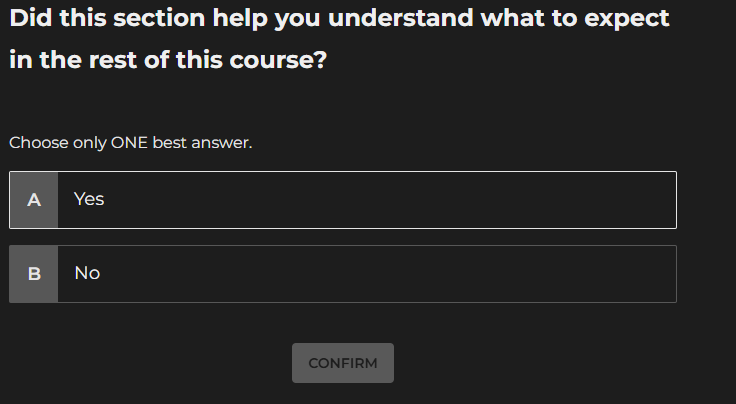 Did this section help you understand what to expect
in the rest of this course?
Choose only ONE best answer.
A Yes
B No
CONFIRM